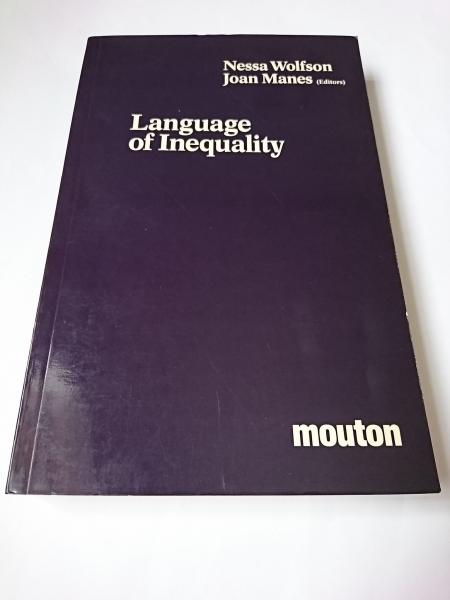 Nessa Wolfson
Joan Manes (Editors)
Language
of Inequality
mouton